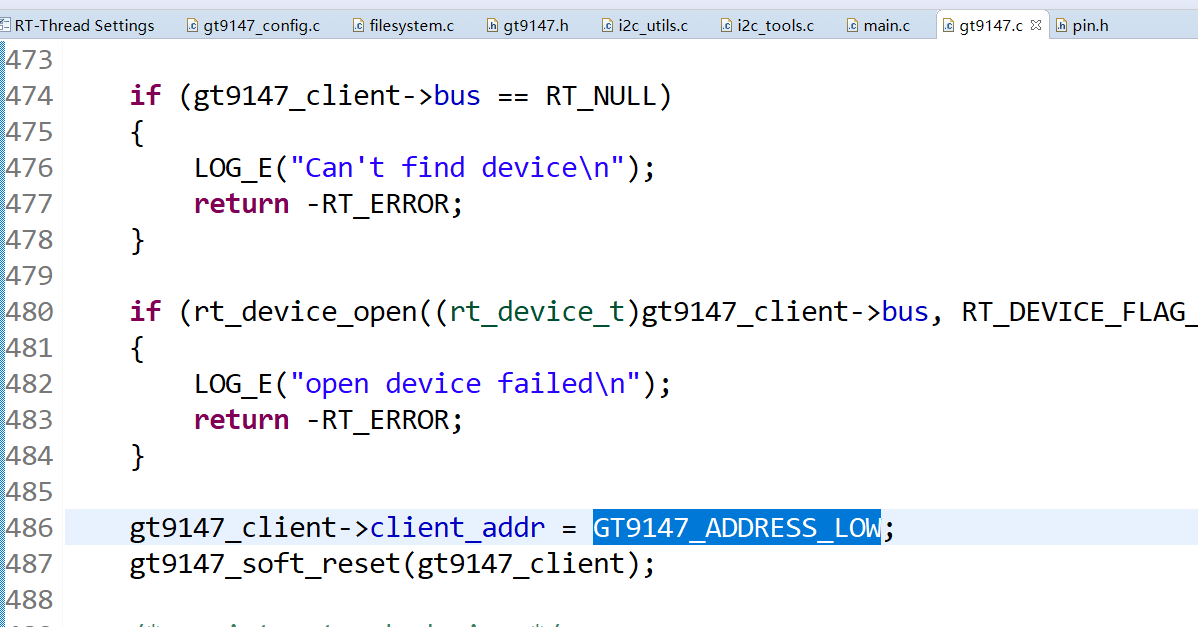 RT-Thread Settings gt9147_config.c filesystem.c gt9147.h i2c_utils.c i2c_tools.c main.c gt9147.c pin.h
473
474 if (gt9147_client->bus == RT_NULL)
475 {
476 LOG_E("Can't find device\n");
477 return -RT_ERROR;
478 }
479
480 if (rt_device_open((rt_device_t)gt9147_client->bus, RT_DEVICE_FLAG_
481 {
482 LOG_E("open device failed\n");
483 return -RT_ERROR;
484 }
485
486 gt9147_client->client_addr = GT9147_ADDRESS_LOW;
487 gt9147_soft_reset(gt9147_client);
488